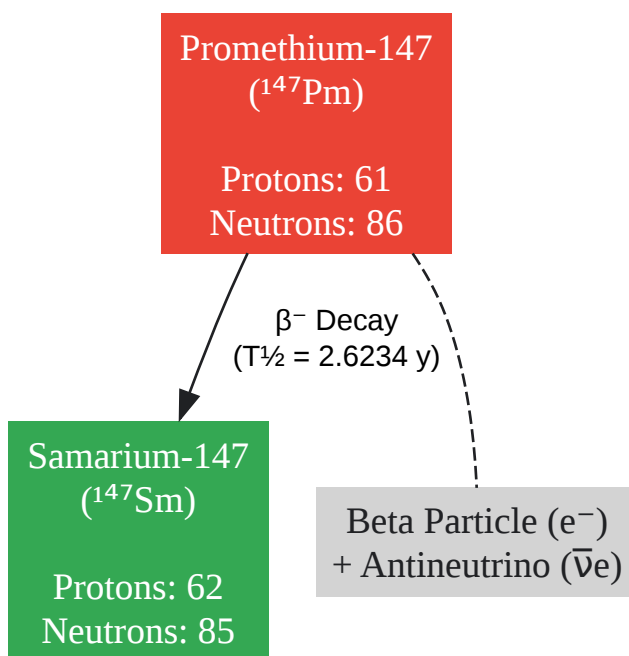 Promethium-147
(¹⁴⁷Pm)
Protons: 61
Neutrons: 86
β⁻ Decay
(T½ = 2.6234 y)
Samarium-147
(¹⁴⁷Sm)
Protons: 62
Neutrons: 85
Beta Particle (e⁻)
+ Antineutrino (ν̅e)